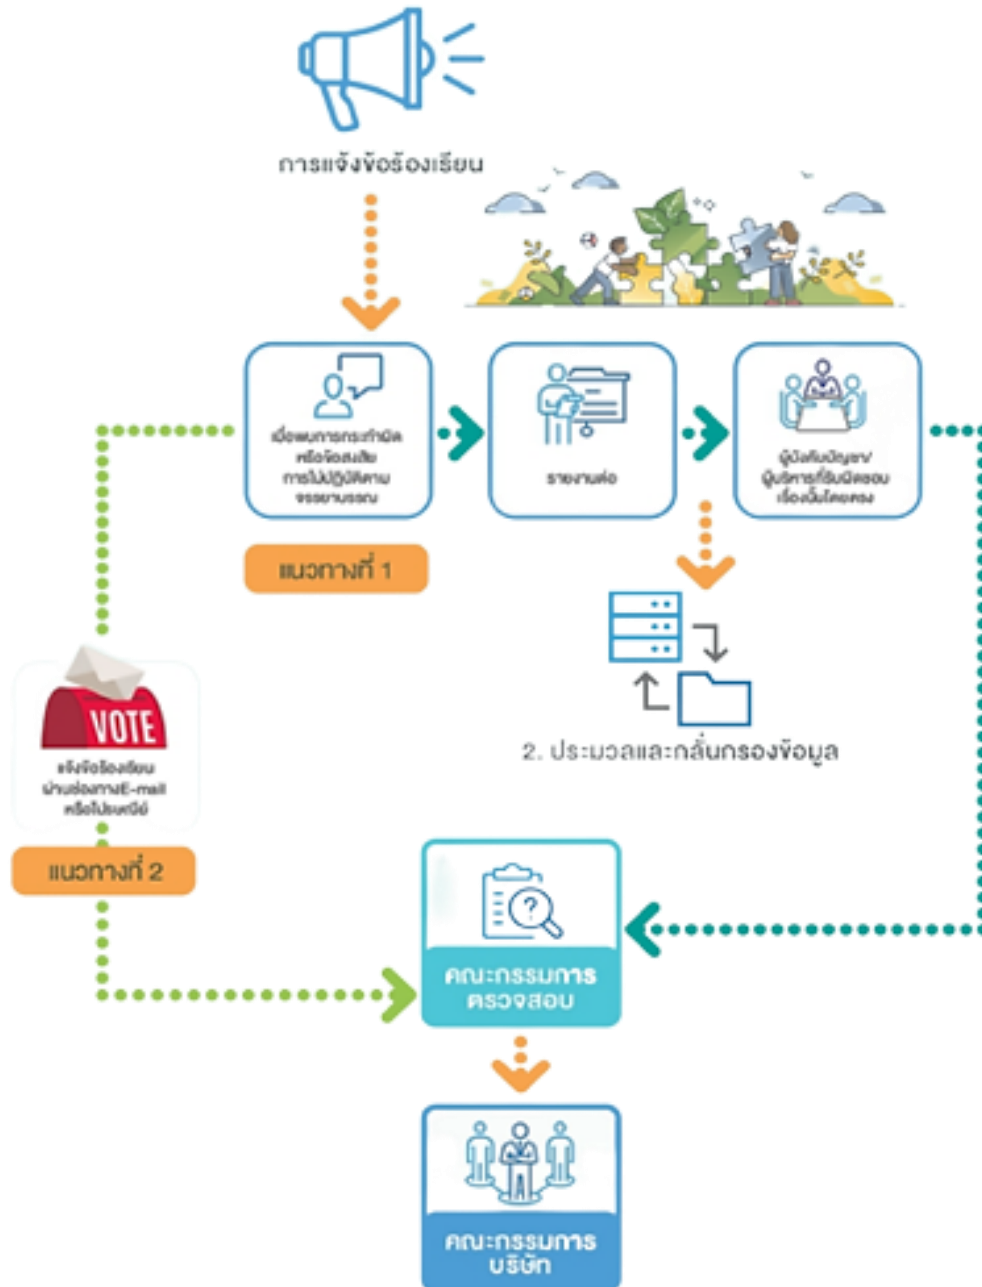 การแจ้งข้อร้องเรียน
เมื่อพบการกระทำผิด
หรือข้อสงสัย
การไม่ปฏิบัติตาม
จรรยาบรรณ
รายงานต่อ
ผู้บังคับบัญชา/
ผู้บริหารที่รับผิดชอบ
เรื่องนั้นโดยตรง
แนวทางที่ 1
2. ประมวลและกลั่นกรองข้อมูล
VOTE
แจ้งข้อร้องเรียน
ผ่านช่องทางE-mail
หรือไปรษณีย์
แนวทางที่ 2
คณะกรรมการ
ตรวจสอบ
คณะกรรมการ
บริษัท